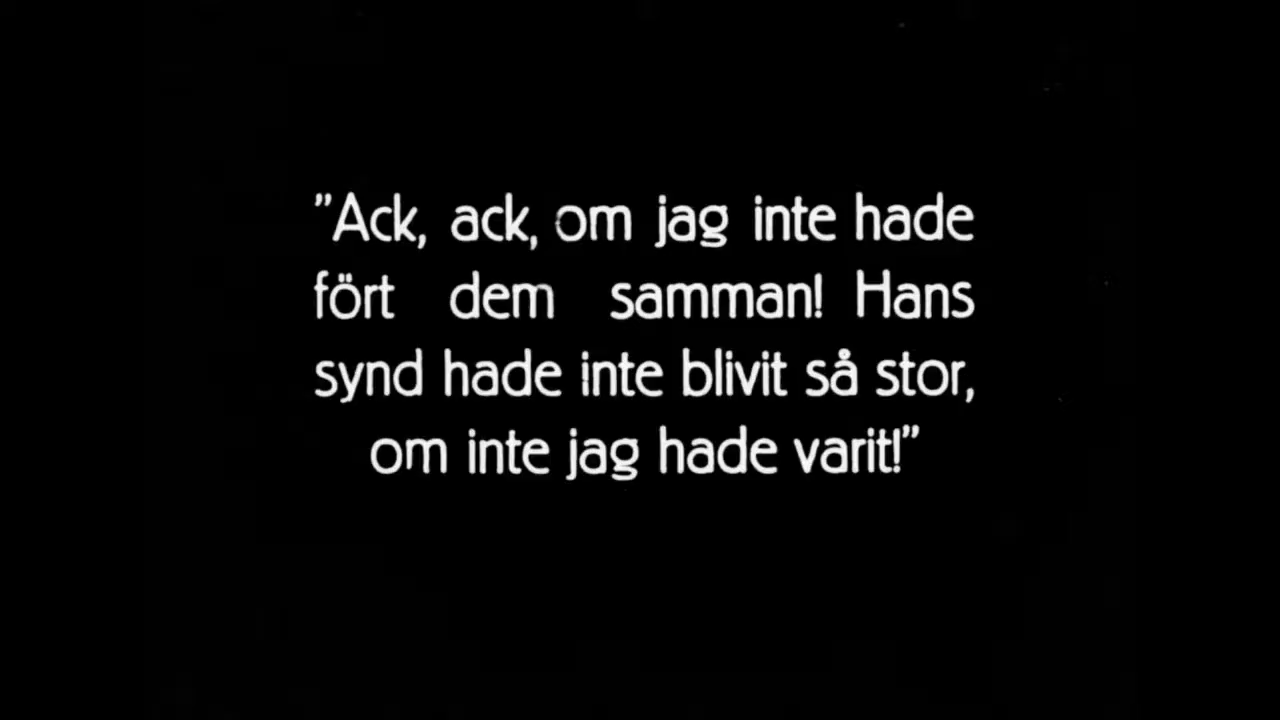 ”Ack, ack, om jag inte hade
fört dem samman! Hans
synd hade inte blivit så stor,
om inte jag hade varit!”